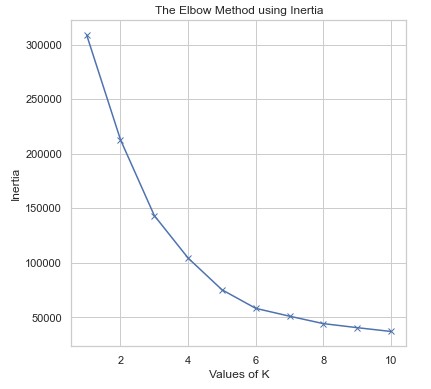 The Elbow Method using Inertia
300000
250000
200000
150000
100000
50000
Inertia
2 4 6 8 10
Values of K